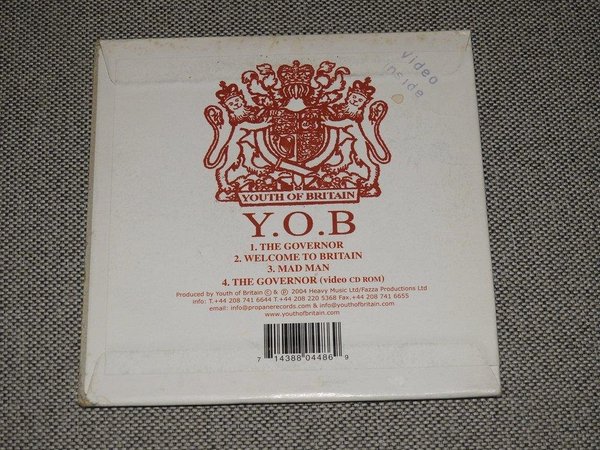 video
inside
YOUTH OF BRITAIN
Y.O.B
1. THE GOVERNOR
2. WELCOME TO BRITAIN
3. MAD MAN
4. THE GOVERNOR (video CD ROM)
Produced by Youth of Britain © & ℗ 2004 Heavy Music Ltd/Fazza Productions Ltd
info: T.+44 208 741 6644 T.+44 208 220 5368 Fax.+44 208 741 6655
email: info@propanerecords.com & info@youthofbritain.com
www.youthofbritain.com
7 14388 04486 9